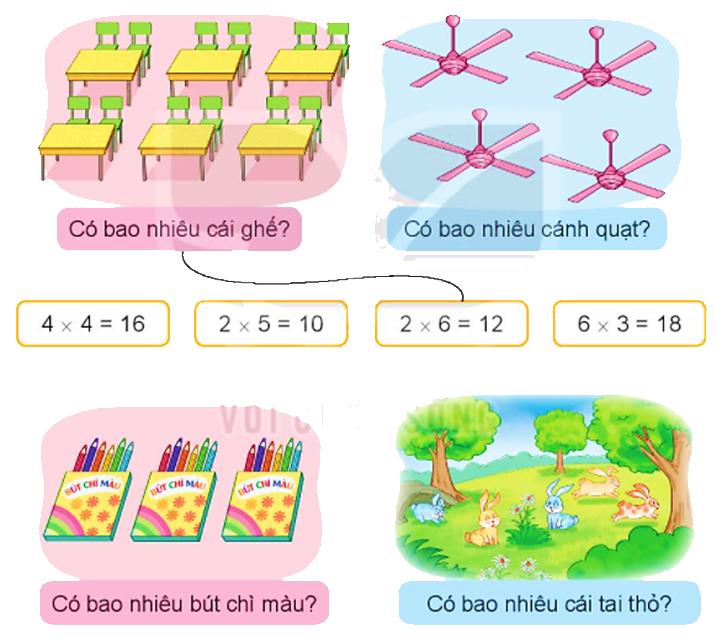 Có bao nhiêu cái ghế?
Có bao nhiêu cánh quạt?
4 × 4 = 16
2 × 5 = 10
2 × 6 = 12
6 × 3 = 18
BÚT CHÌ MÀU
BÚT CHÌ MÀU
BÚT CHÌ MÀU
Có bao nhiêu bút chì màu?
Có bao nhiêu cái tai thỏ?